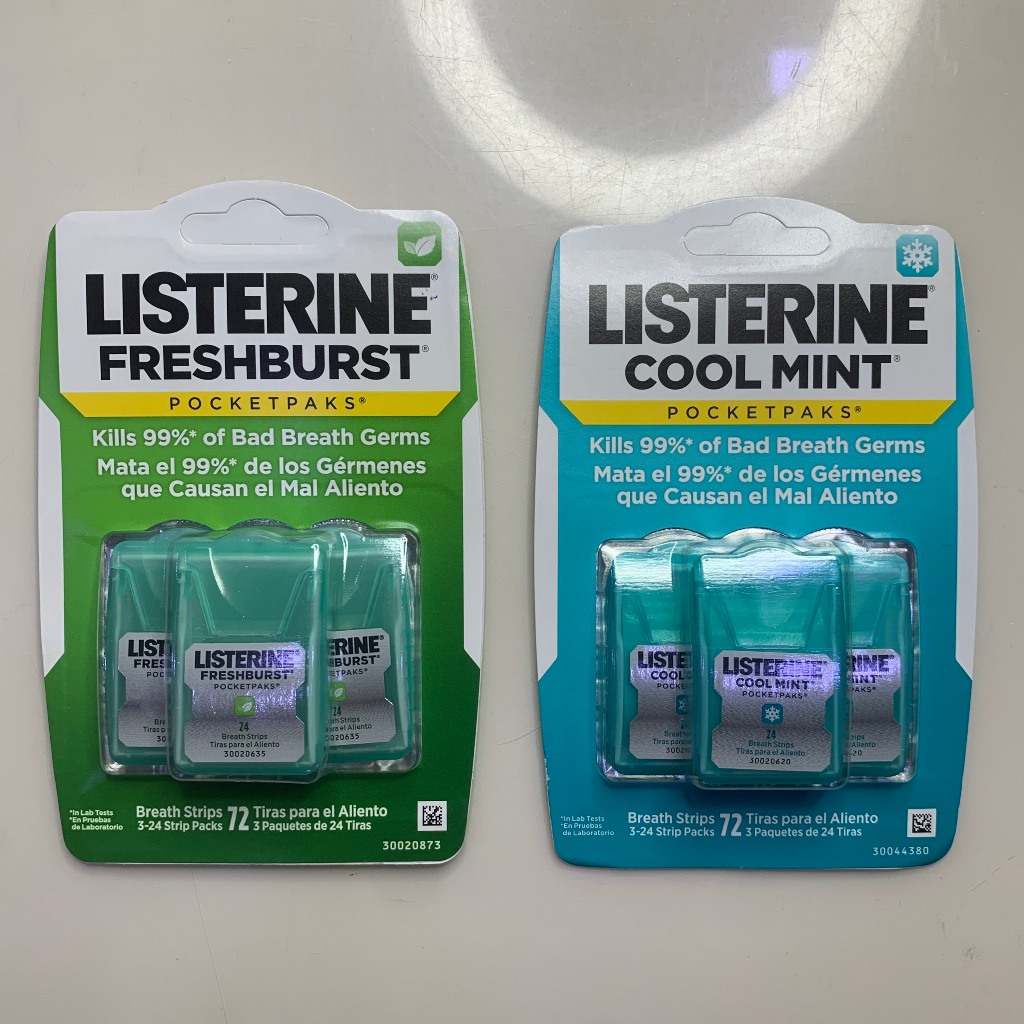 LISTERINE®
FRESHBURST®
POCKETPAKS®
Kills 99%* of Bad Breath Germs
Mata el 99%* de los Gérmenes
que Causan el Mal Aliento
LISTERINE®
FRESHBURST®
POCKETPAKS®
24
Breath Strips
Tiras para el Aliento
30020635
*In Lab Tests
*En Pruebas
de Laboratorio
Breath Strips 72 Tiras para el Aliento
3-24 Strip Packs 3 Paquetes de 24 Tiras
30020873
LISTERINE®
COOL MINT®
POCKETPAKS®
Kills 99%* of Bad Breath Germs
Mata el 99%* de los Gérmenes
que Causan el Mal Aliento
LISTERINE
COOL MINT®
POCKETPAKS®
24
Breath Strips
Tiras para el Aliento
30020620
*In Lab Tests
*En Pruebas
de Laboratorio
Breath Strips 72 Tiras para el Aliento
3-24 Strip Packs 3 Paquetes de 24 Tiras
30044380